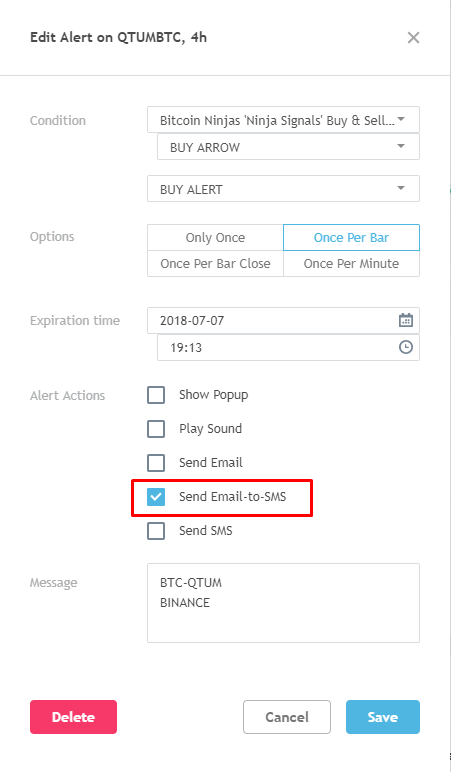 Edit Alert on QTUMBTC, 4h
Condition
Bitcoin Ninjas 'Ninja Signals' Buy & Sell...
BUY ARROW
BUY ALERT
Options
Only Once
Once Per Bar
Once Per Bar Close
Once Per Minute
Expiration time
2018-07-07
19:13
Alert Actions
Show Popup
Play Sound
Send Email
Send Email-to-SMS
Send SMS
Message
BTC-QTUM
BINANCE
Delete
Cancel
Save